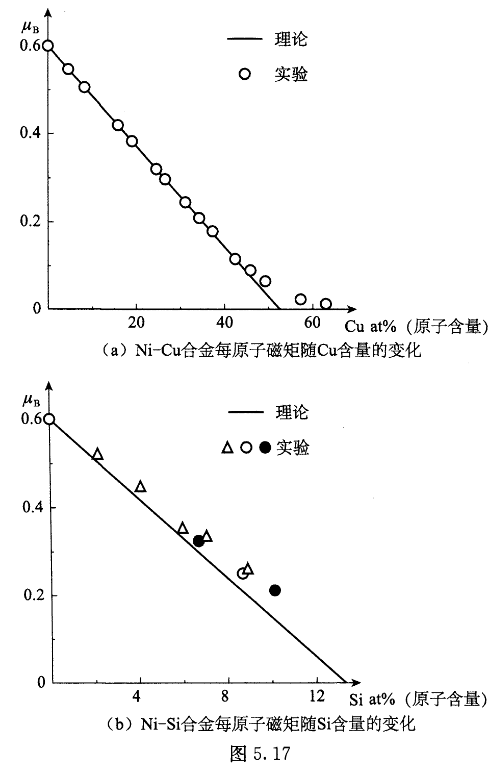 μB
0.6
理论
实验
0.4
0.2
0
20
40
60
Cu at% (原子含量)
(a) Ni-Cu合金每原子磁矩随Cu含量的变化
μB
0.6
理论
实验
0.4
0.2
0
4
8
12
Si at% (原子含量)
(b) Ni-Si合金每原子磁矩随Si含量的变化
图 5.17